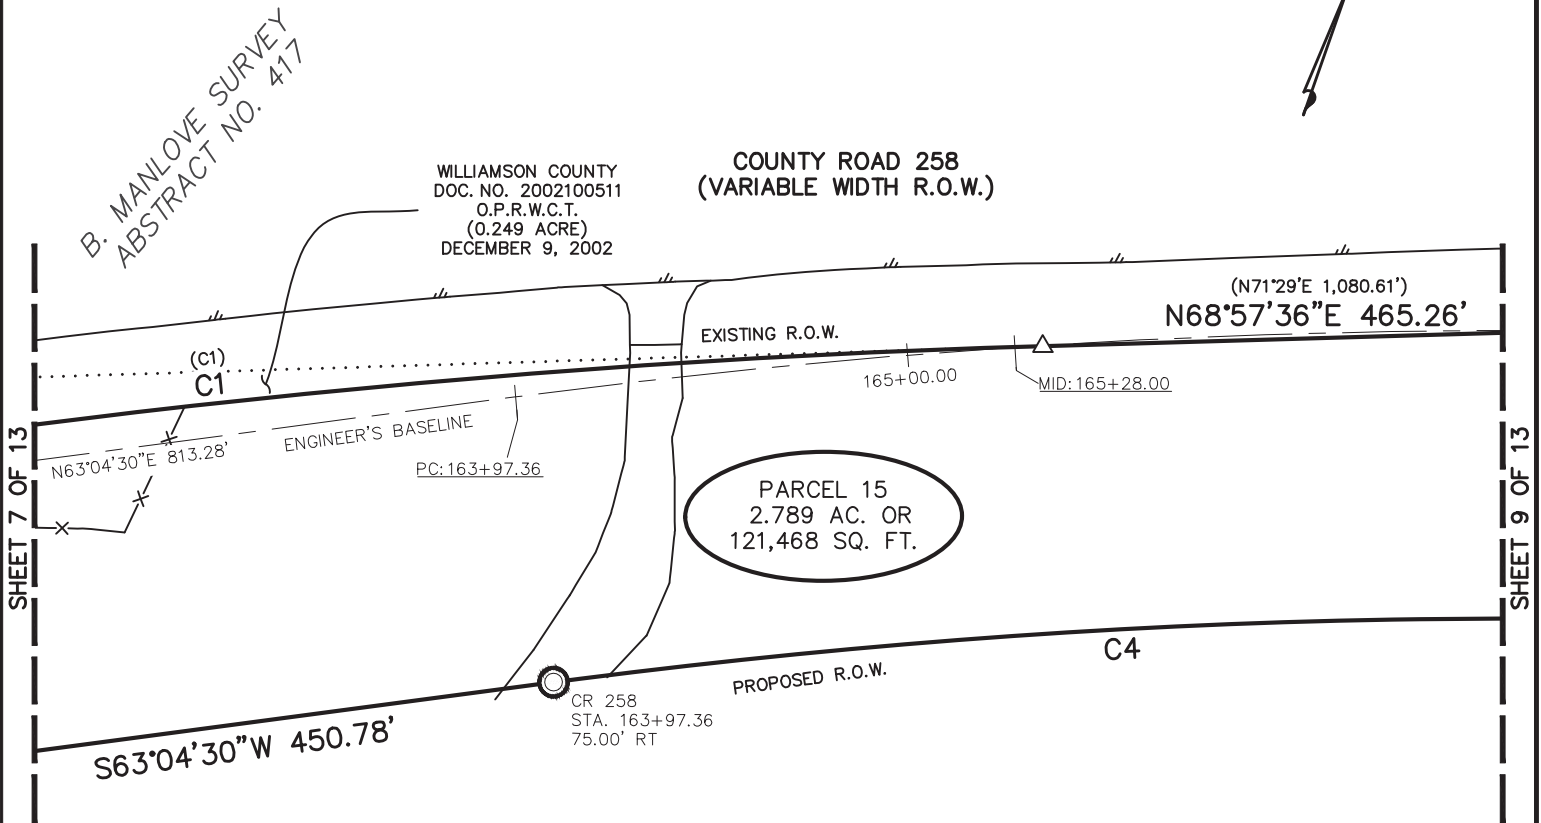 B. MANLOVE SURVEY
ABSTRACT NO. 417
WILLIAMSON COUNTY
DOC. NO. 2002100511
O.P.R.W.C.T.
(0.249 ACRE)
DECEMBER 9, 2002
COUNTY ROAD 258
(VARIABLE WIDTH R.O.W.)
(N71°29'E 1,080.61')
N68°57'36"E 465.26'
EXISTING R.O.W.
(C1)
C1
165+00.00
MID:165+28.00
ENGINEER'S BASELINE
N63°04'30"E 813.28'
PC:163+97.36
SHEET 7 OF 13
PARCEL 15
2.789 AC. OR
121,468 SQ. FT.
SHEET 9 OF 13
C4
PROPOSED R.O.W.
CR 258
STA. 163+97.36
75.00' RT
S63°04'30"W 450.78'